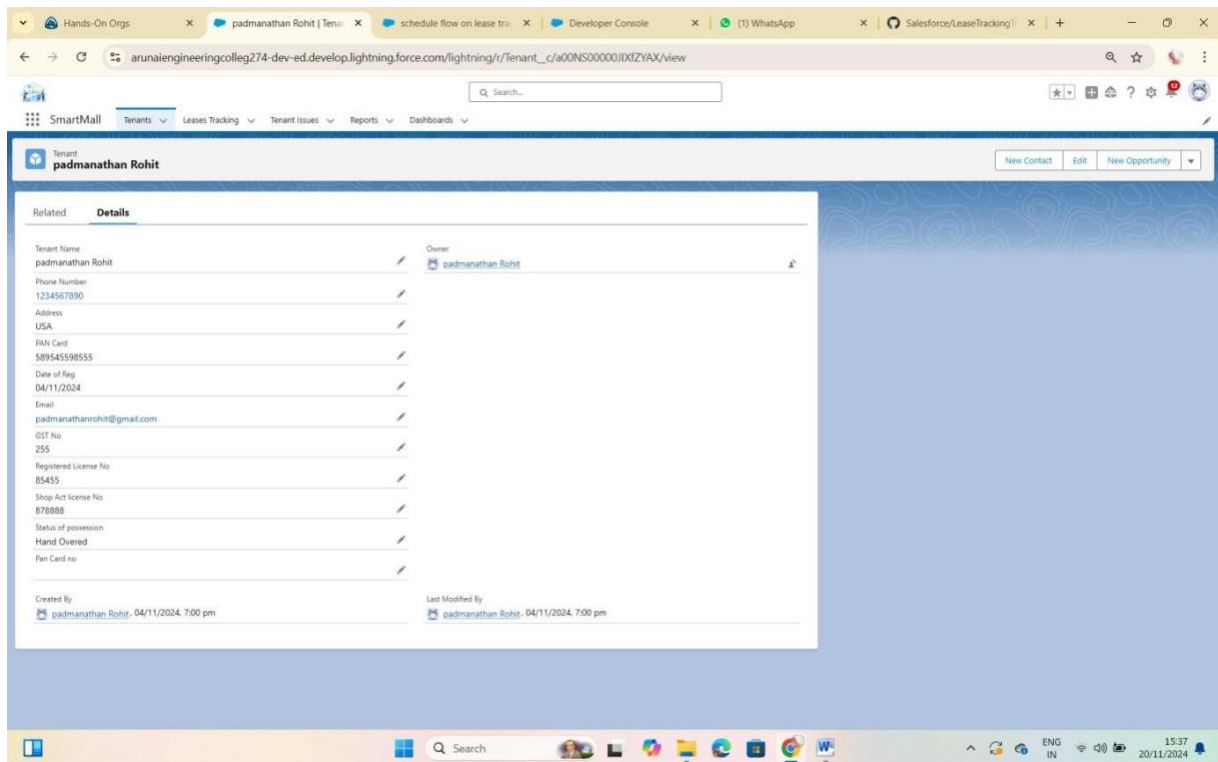 Hands-On Orgs
padmanathan Rohit | Tena
schedule flow on lease tra
Developer Console
(1) WhatsApp
Salesforce/LeaseTracking
arunaiengineeringcolleg274-dev-ed.develop.lightning.force.com/lightning/r/Tenant__c/a00NS00000JIXfZYAX/view
Search...
12
SmartMall Tenants Leases Tracking Tenant Issues Reports Dashboards
Tenant
padmanathan Rohit
New Contact Edit New Opportunity
Related Details
Tenant Name
padmanathan Rohit
Owner
padmanathan Rohit
Phone Number
1234567890
Address
USA
PAN Card
589545598555
Date of Reg
04/11/2024
Email
padmanathanrohit@gmail.com
GST No
255
Registered License No
85455
Shop Act license No
878888
Status of possession
Hand Overed
Pan Card no
Created By
padmanathan Rohit, 04/11/2024, 7:00 pm
Last Modified By
padmanathan Rohit, 04/11/2024, 7:00 pm
Search
ENG
IN
15:37
20/11/2024